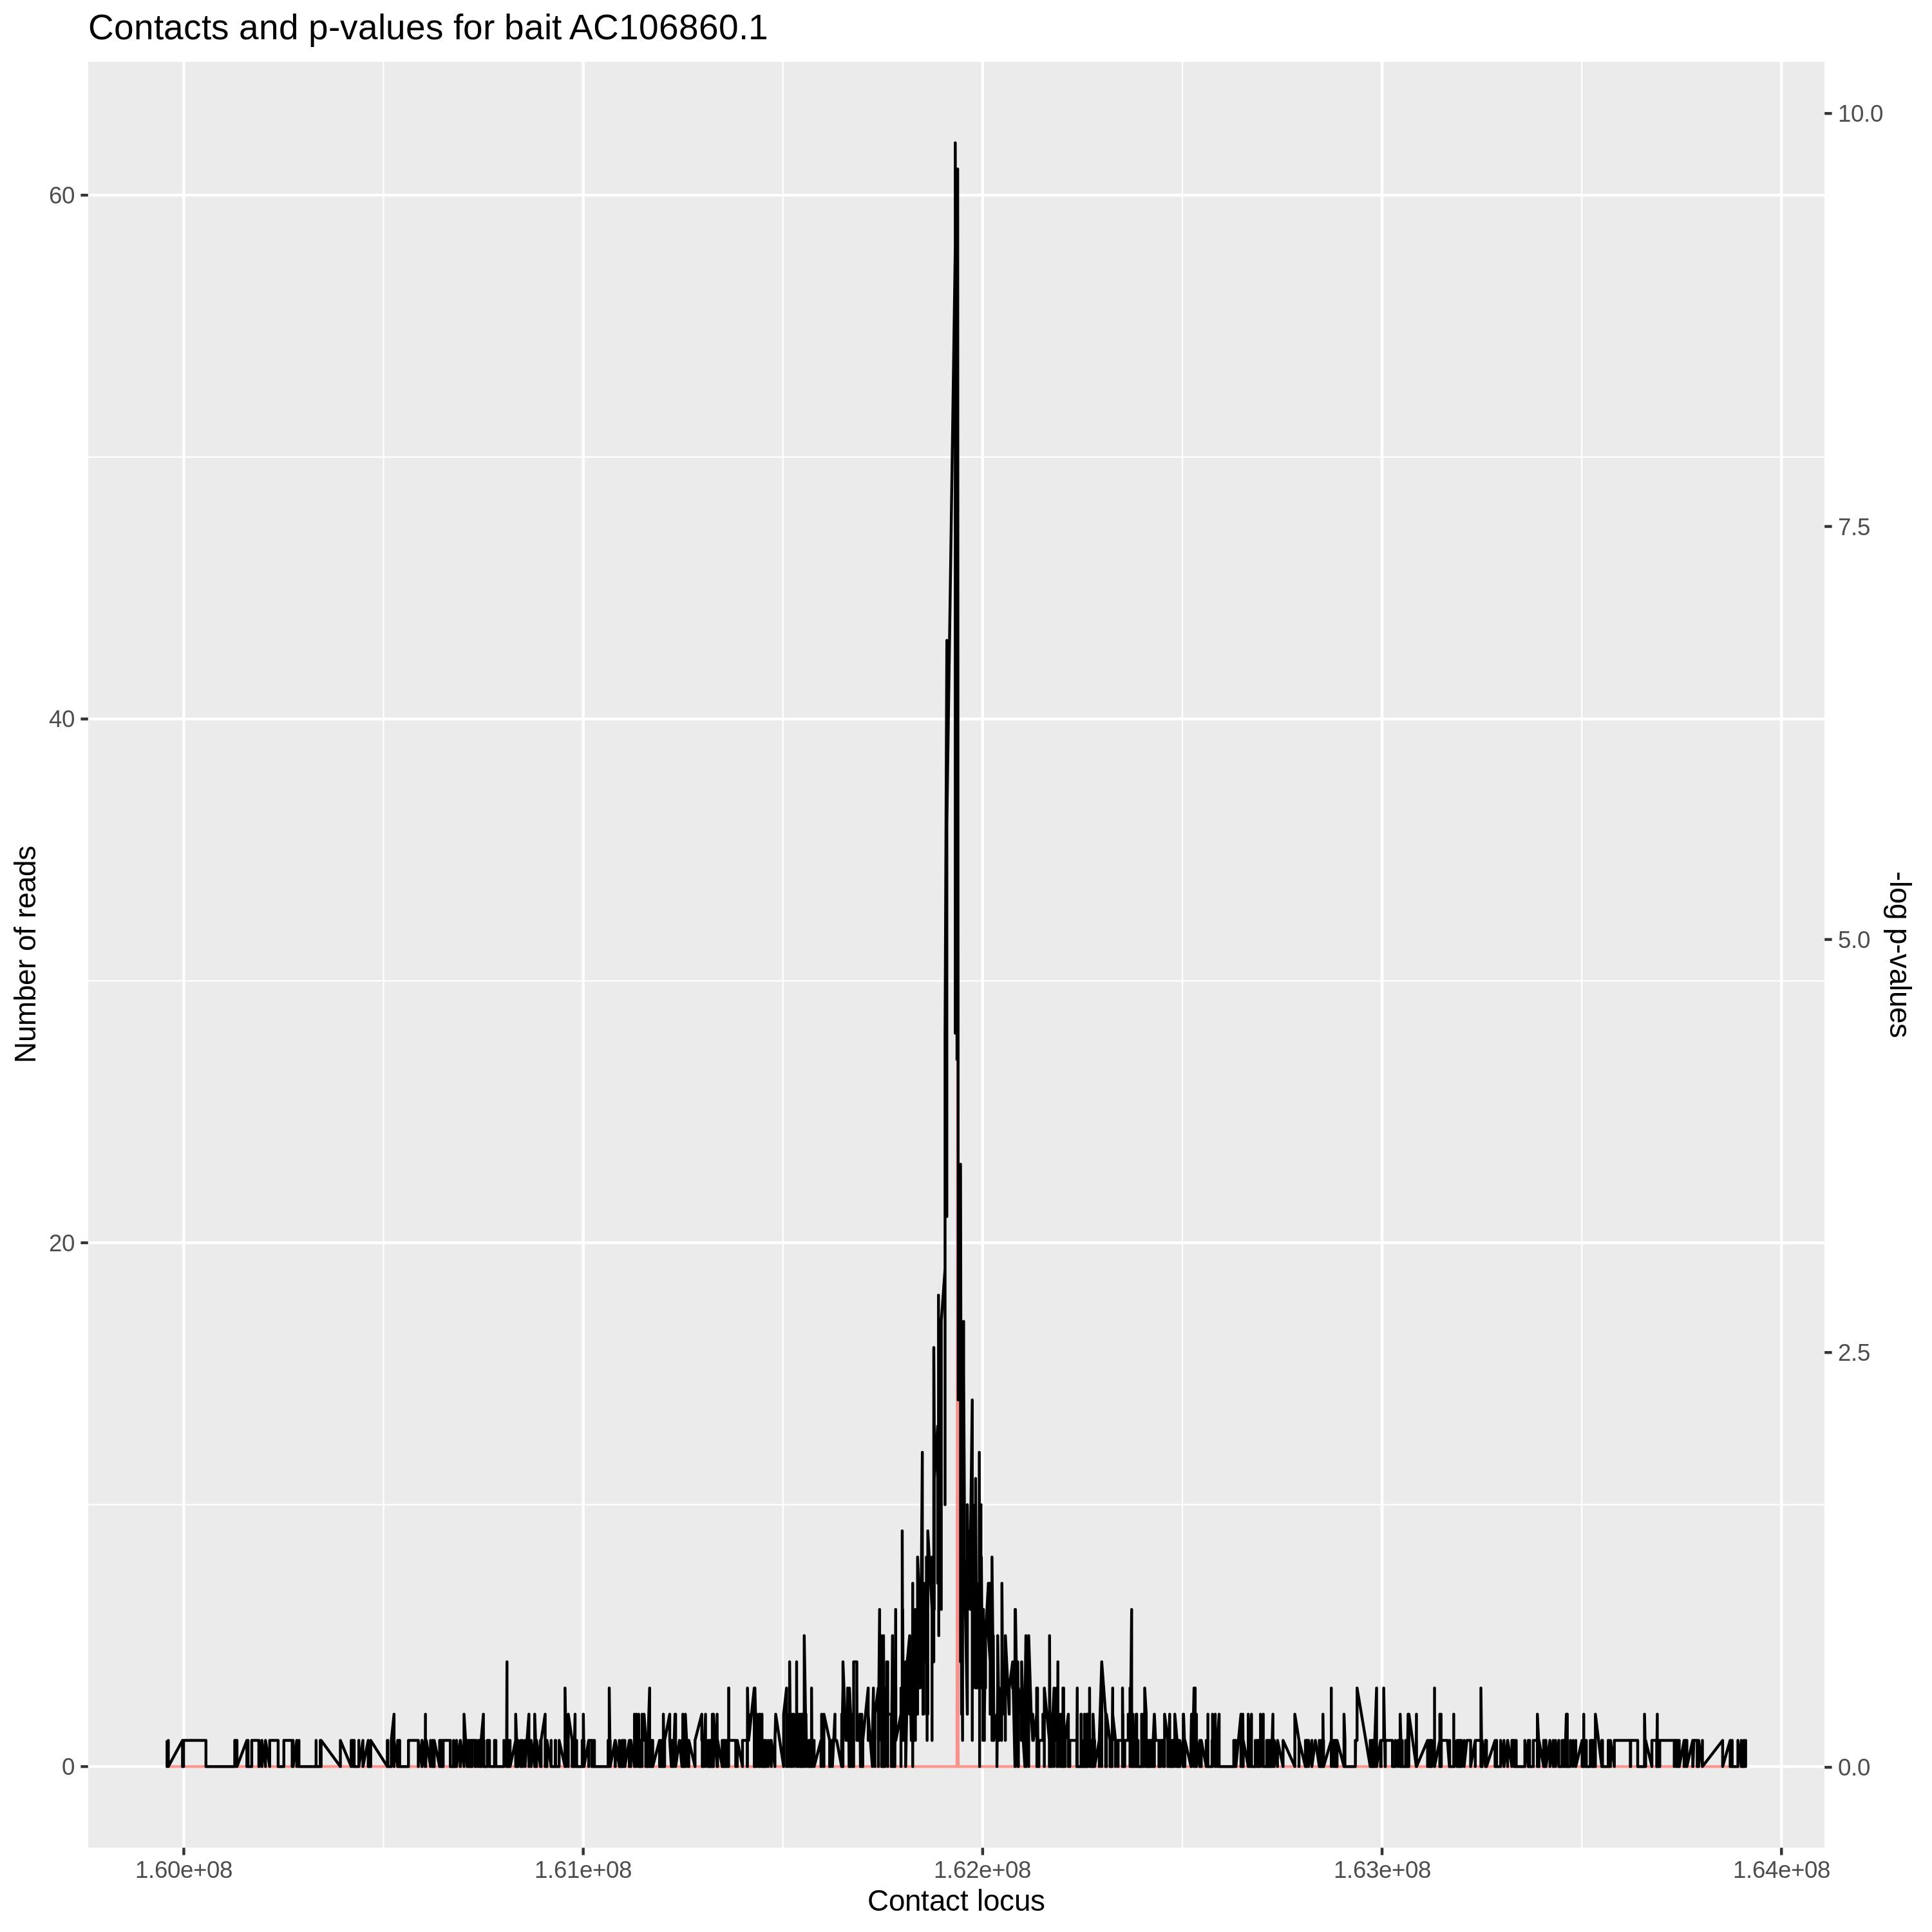 Contacts and p-values for bait AC106860.1
10.0
60
7.5
40
5.0
Number of reads
-log p-values
20
2.5
0
0.0
1.60e+08 1.61e+08 1.62e+08 1.63e+08 1.64e+08
Contact locus